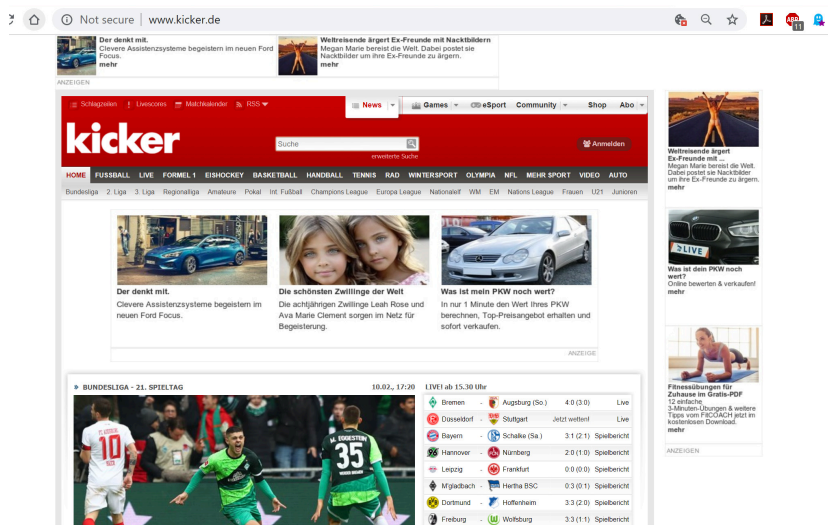 Not secure | www.kicker.de
11
Der denkt mit.
Clevere Assistenzsysteme begeistern im neuen Ford
Focus.
mehr
Weltreisende ärgert Ex-Freunde mit Nacktbildern
Megan Marie bereist die Welt. Dabei postet sie
Nacktbilder um ihre Ex-Freunde zu ärgern.
mehr
ANZEIGEN
Schlagzeilen Livescores Matchkalender RSS
News Games eSport Community Shop Abo
kicker
Suche
Anmelden
erweiterte Suche
HOME FUSSBALL LIVE FORMEL 1 EISHOCKEY BASKETBALL HANDBALL TENNIS RAD WINTERSPORT OLYMPIA NFL MEHR SPORT VIDEO AUTO
Bundesliga 2. Liga 3. Liga Regionalliga Amateure Pokal Int. Fußball Champions League Europa League Nationalelf WM EM Nations League Frauen U21 Junioren
Der denkt mit.
Clevere Assistenzsysteme begeistern im
neuen Ford Focus.
Die schönsten Zwillinge der Welt
Die achtjährigen Zwillinge Leah Rose und
Ava Marie Clement sorgen im Netz für
Begeisterung.
Was ist mein PKW noch wert?
In nur 1 Minute den Wert Ihres PKW
berechnen, Top-Preisangebot erhalten und
sofort verkaufen.
ANZEIGE
Weltreisende ärgert
Ex-Freunde mit ...
Megan Marie bereist die Welt.
Dabei postet sie Nacktbilder
um ihre Ex-Freunde zu ärgern.
mehr
LIVE
Was ist dein PKW noch
wert?
Online bewerten & verkaufen!
mehr
Fitnessübungen für
Zuhause im Gratis-PDF
12 einfache
3-Minuten-Übungen & weitere
Tipps vom FitCOACH jetzt im
kostenlosen Download.
mehr
ANZEIGEN
» BUNDESLIGA - 21. SPIELTAG 10.02., 17:20
10
M. EGGESTEIN
35
LIVE! ab 15.30 Uhr
Bremen - Augsburg (So.) 4:0 (3:0) Live
Düsseldorf - Stuttgart Jetzt wetten! Live
Bayern - Schalke (Sa.) 3:1 (2:1) Spielbericht
Hannover - Nürnberg 2:0 (1:0) Spielbericht
Leipzig - Frankfurt 0:0 (0:0) Spielbericht
M'gladbach - Hertha BSC 0:3 (0:1) Spielbericht
Dortmund - Hoffenheim 3:3 (2:0) Spielbericht
Freiburg - Wolfsburg 3:3 (1:1) Spielbericht